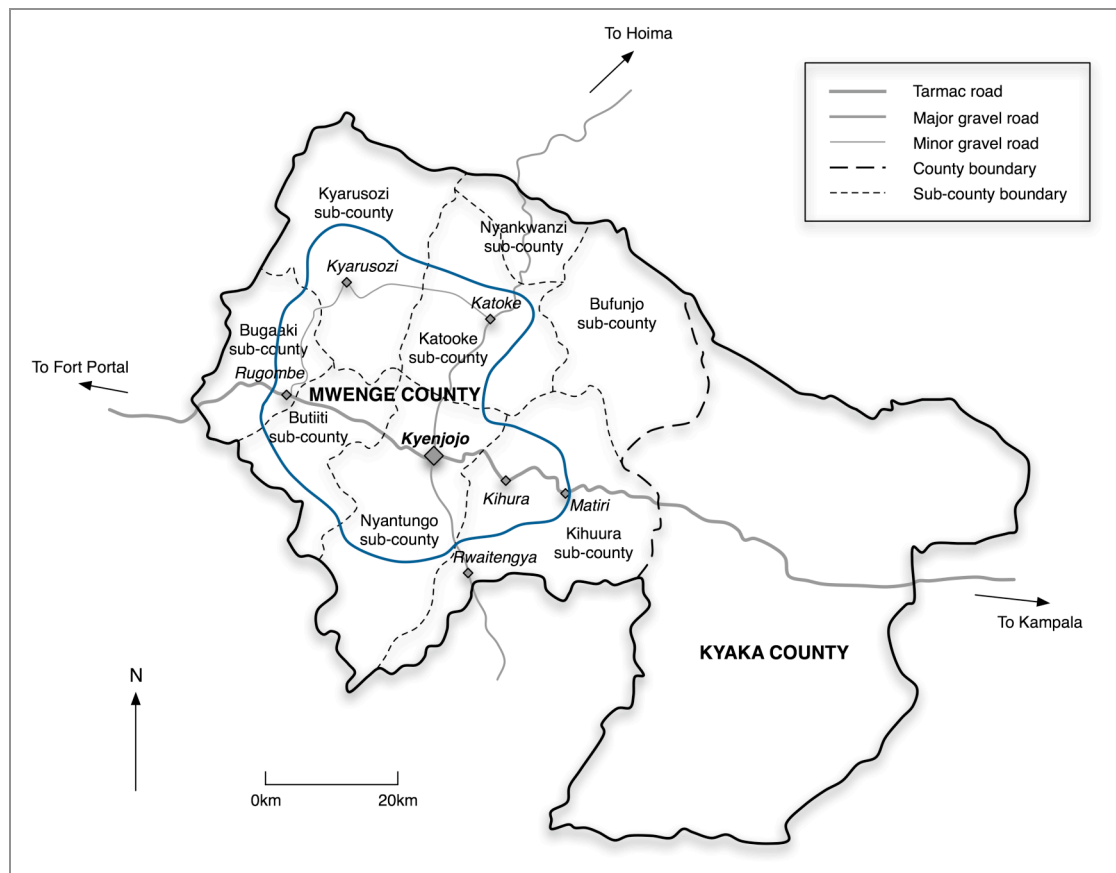 To Hoima
Tarmac road
Major gravel road
Minor gravel road
County boundary
Sub-county boundary
Kyarusozi
sub-county
Nyankwanzi
sub-county
Kyarusozi
Katoke
Bufunjo
sub-county
Bugaaki
sub-county
Katooke
sub-county
To Fort Portal
Rugombe
MWENGE COUNTY
Butiiti
sub-county
Kyenjojo
Kihura
Matiri
Nyantungo
sub-county
Kihuura
sub-county
Rwaitengya
To Kampala
KYAKA COUNTY
N
0km
20km